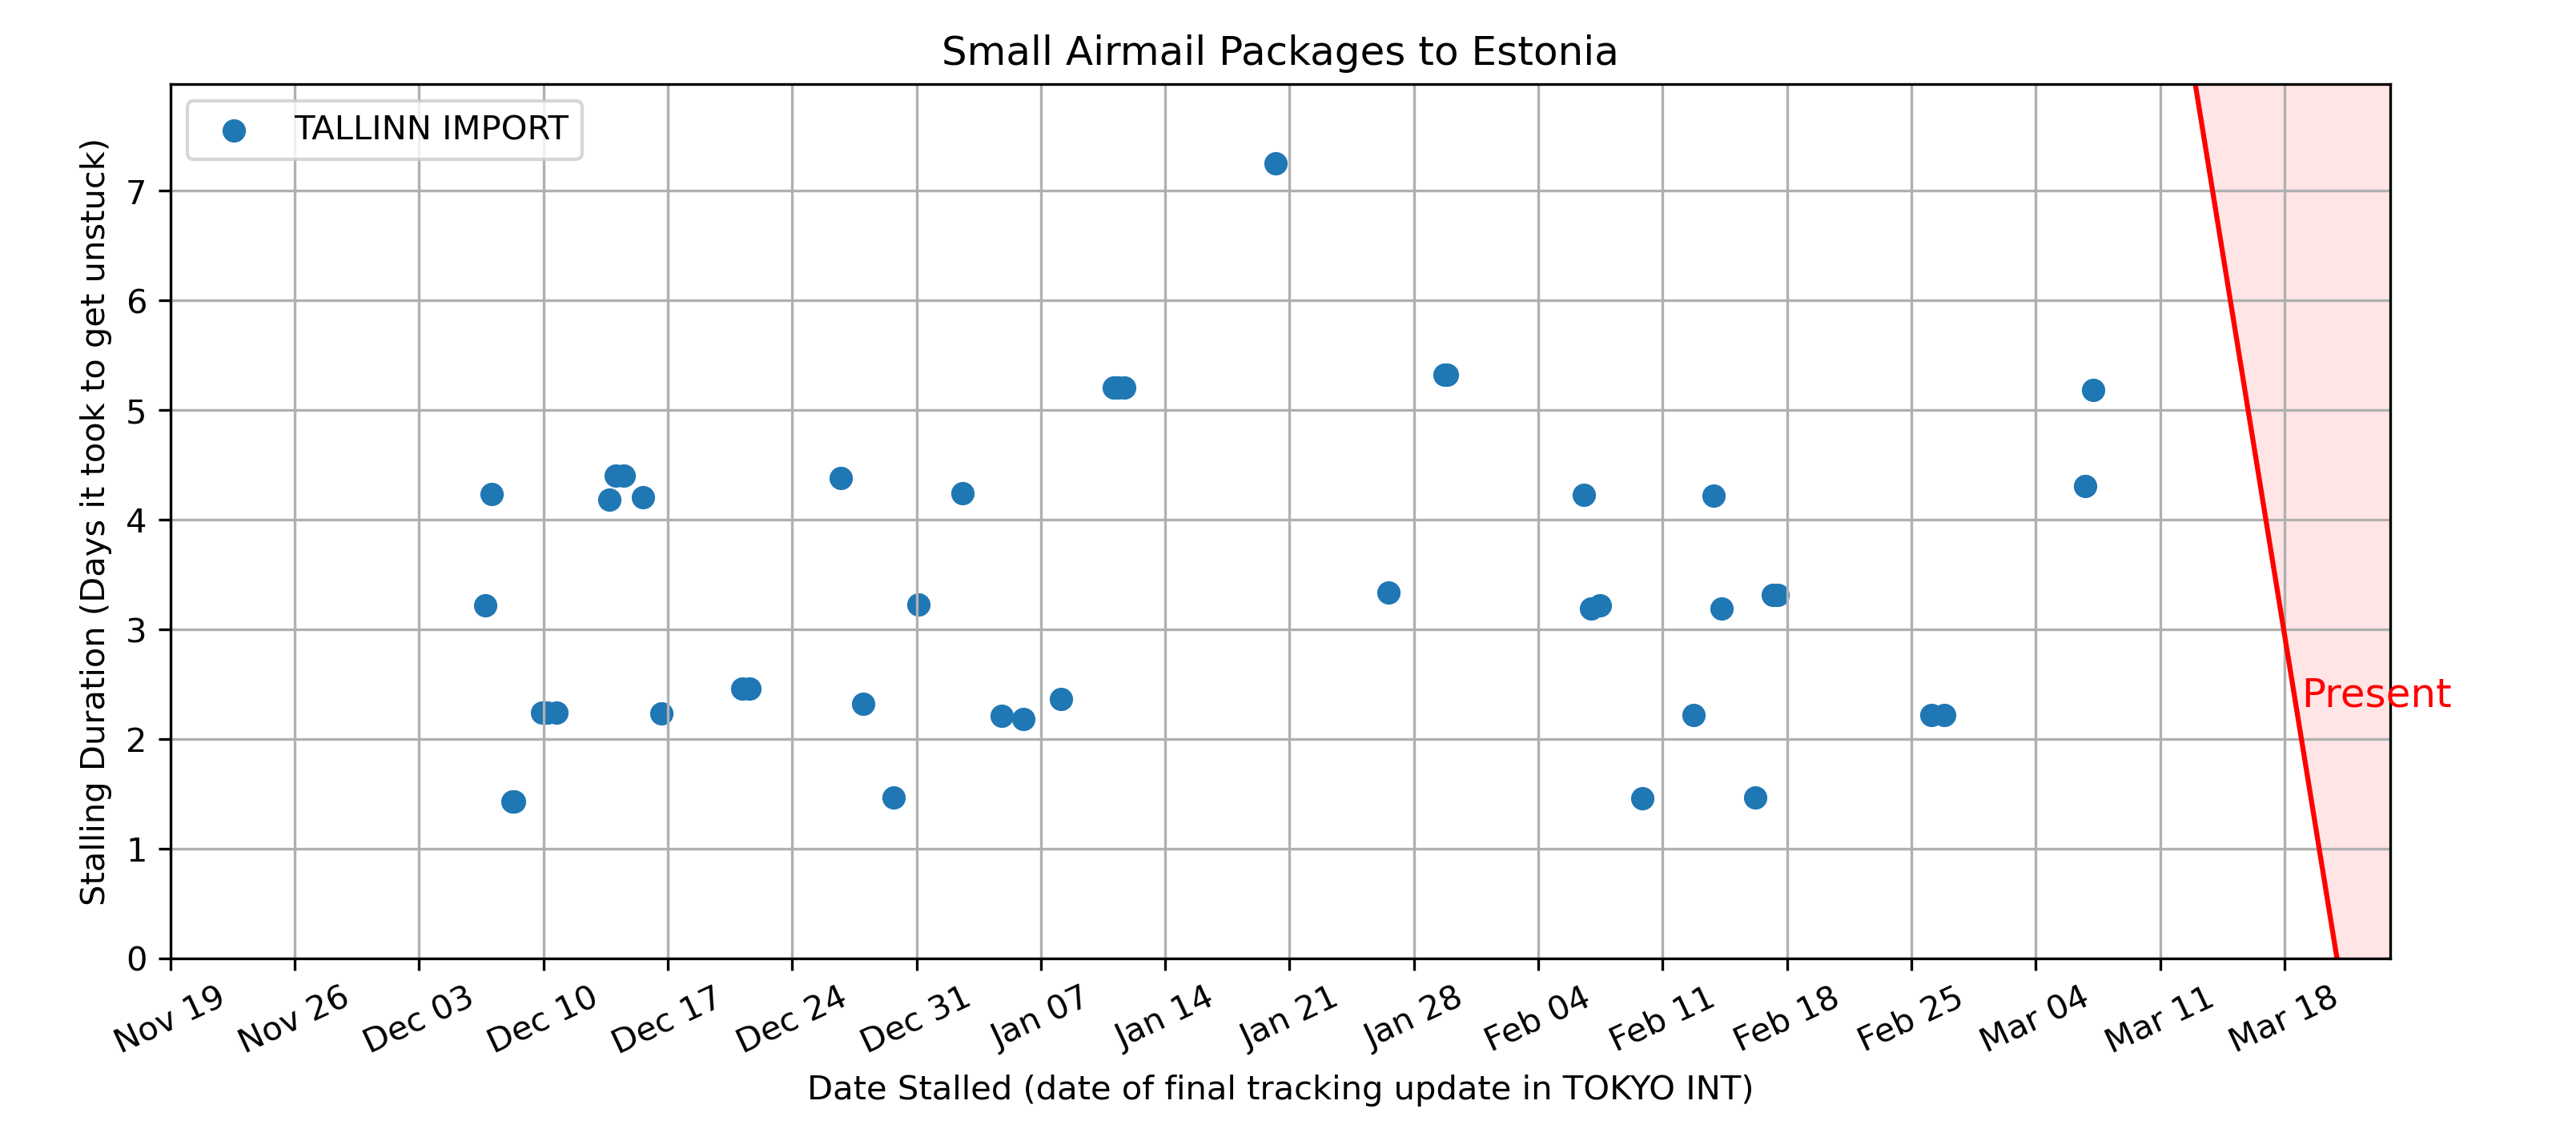 Small Airmail Packages to Estonia
TALLINN IMPORT
Stalling Duration (Days it took to get unstuck)
7
6
5
4
3
2
1
0
Present
Nov 19
Nov 26
Dec 03
Dec 10
Dec 17
Dec 24
Dec 31
Jan 07
Jan 14
Jan 21
Jan 28
Feb 04
Feb 11
Feb 18
Feb 25
Mar 04
Mar 11
Mar 18
Date Stalled (date of final tracking update in TOKYO INT)